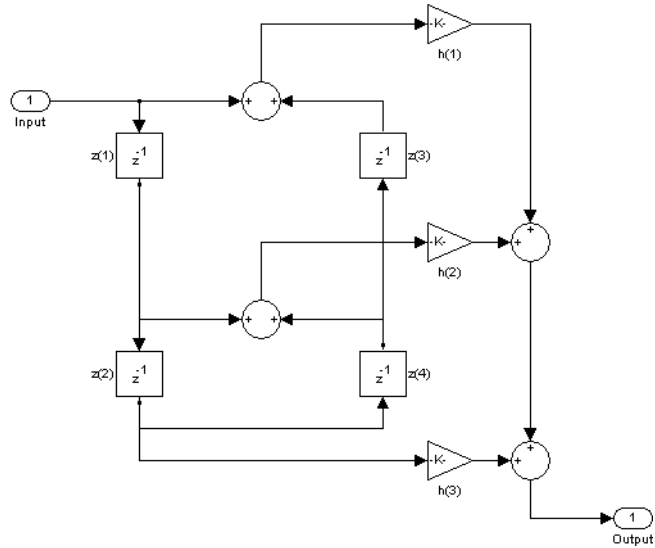 -K-
h(1)
1
Input
+ +
z(1)
z⁻¹
z⁻¹
z(3)
+
-K-
+
h(2)
+ +
z(2)
z⁻¹
z⁻¹
z(4)
+
-K-
+
h(3)
1
Output